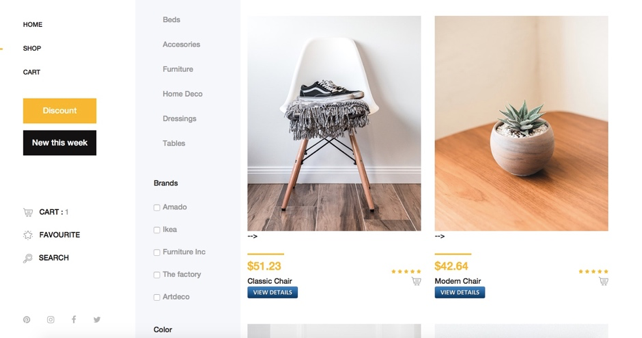 HOME
SHOP
CART
Discount
New this week
CART : 1
FAVOURITE
SEARCH
Beds
Accesories
Furniture
Home Deco
Dressings
Tables
Brands
Amado
Ikea
Furniture Inc
The factory
Artdeco
Color
-->
$51.23
Classic Chair
VIEW DETAILS
-->
$42.64
Modern Chair
VIEW DETAILS